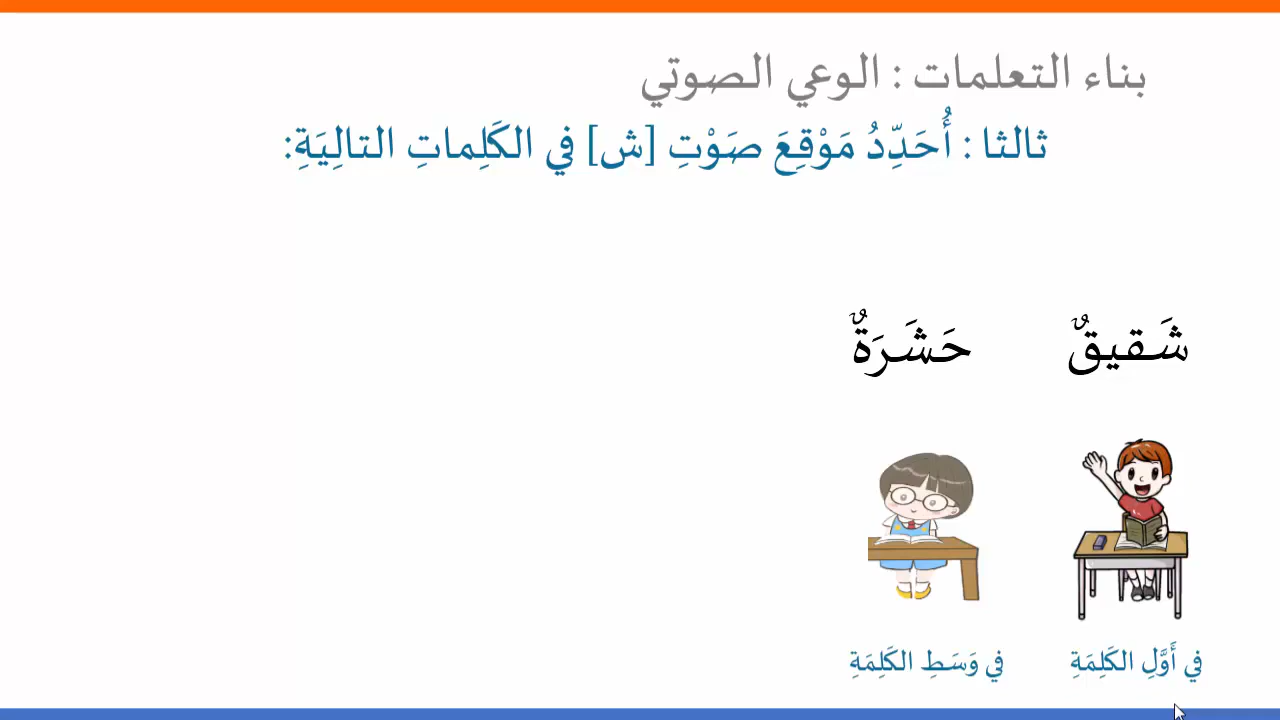 بناء التعلمات : الوعي الصوتي
ثالثا : أُحَدِّدُ مَوْقِعَ صَوْتِ [ش] في الكَلِماتِ التالِيَةِ:
شَقيقٌ حَشَرَةٌ
في أَوَّلِ الكَلِمَةِ في وَسَطِ الكَلِمَةِ